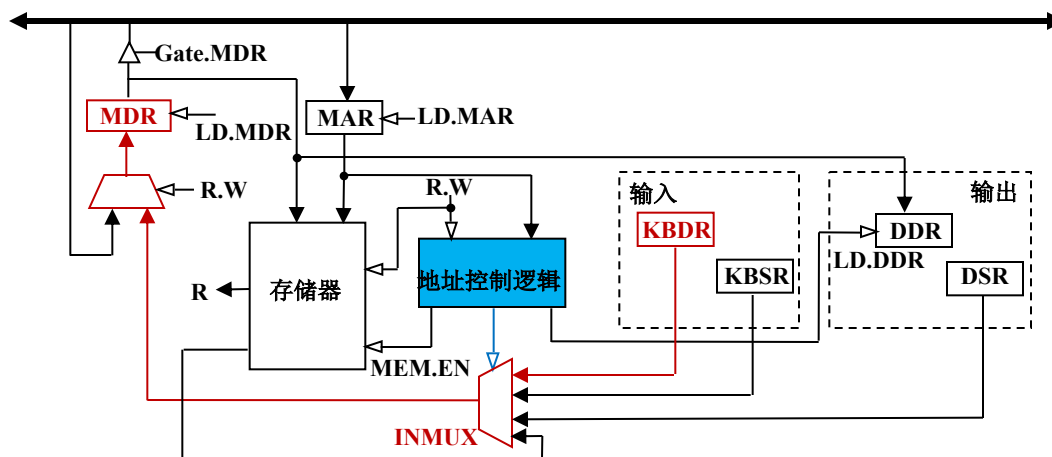 Gate.MDR
MDR
LD.MDR
MAR
LD.MAR
R.W
R.W
输入
输出
KBDR
DDR
LD.DDR
KBSR
DSR
地址控制逻辑
存储器
R
MEM.EN
INMUX